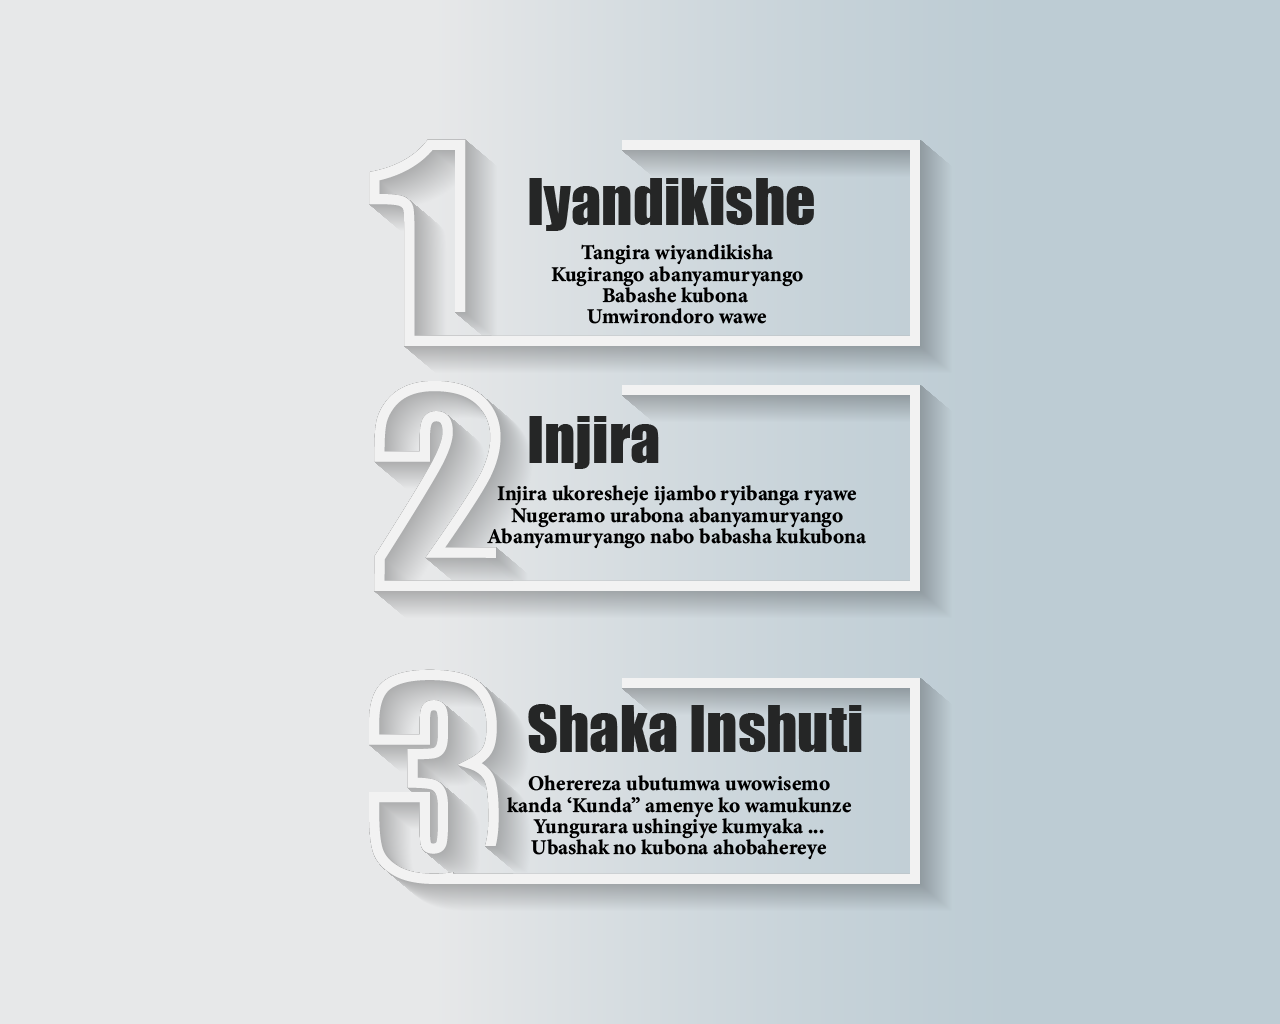 1
Iyandikishe
Tangira wiyandikisha
Kugirango abanyamuryango
Babashe kubona
Umwirondoro wawe
2
Injira
Injira ukoresheje ijambo ryibanga ryawe
Nugeramo urabona abanyamuryango
Abanyamuryango nabo babasha kukubona
3
Shaka Inshuti
Oherereza ubutumwa uwowisemo
kanda ‘Kunda” amenye ko wamukunze
Yungurara ushingiye kumyaka ...
Ubashak no kubona ahobahereye